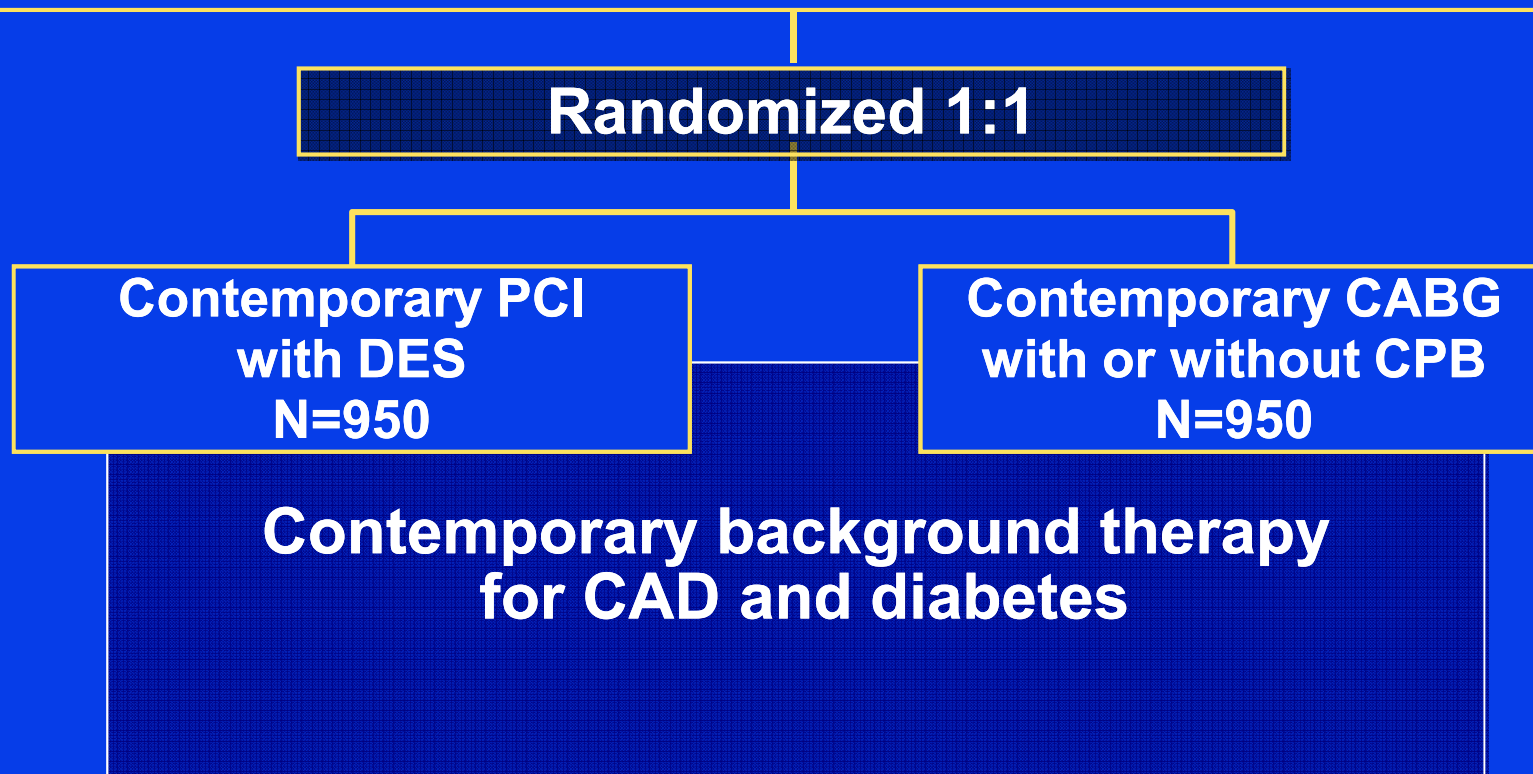 Randomized 1:1
Contemporary PCI
with DES
N=950
Contemporary CABG
with or without CPB
N=950
Contemporary background therapy
for CAD and diabetes